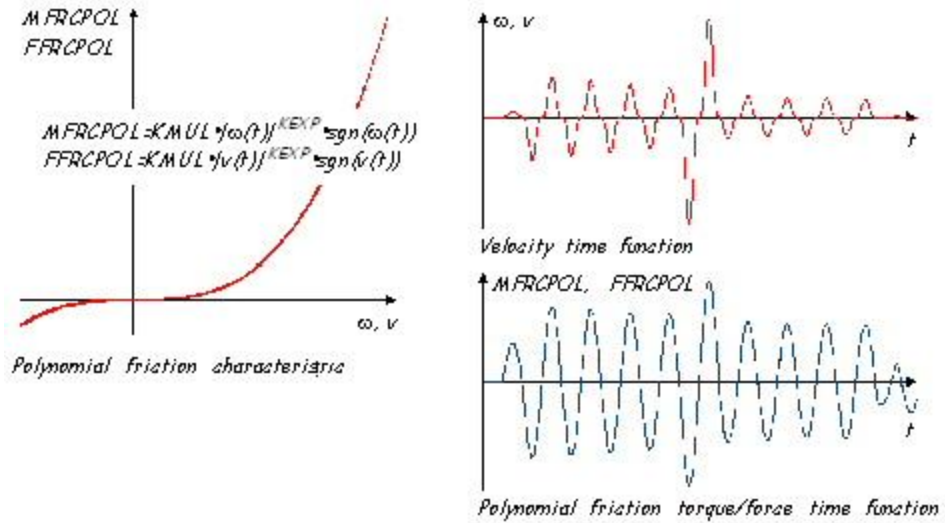 MFRCPOL
FFRCPOL
MFRCPOL=KMUL*|ω(t)|^KEXP*sgn(ω(t))
FFRCPOL=KMUL*|v(t)|^KEXP*sgn(v(t))
ω, v
Polynomial friction characteristic
ω, v
t
Velocity time function
MFRCPOL, FFRCPOL
t
Polynomial friction torque/force time function